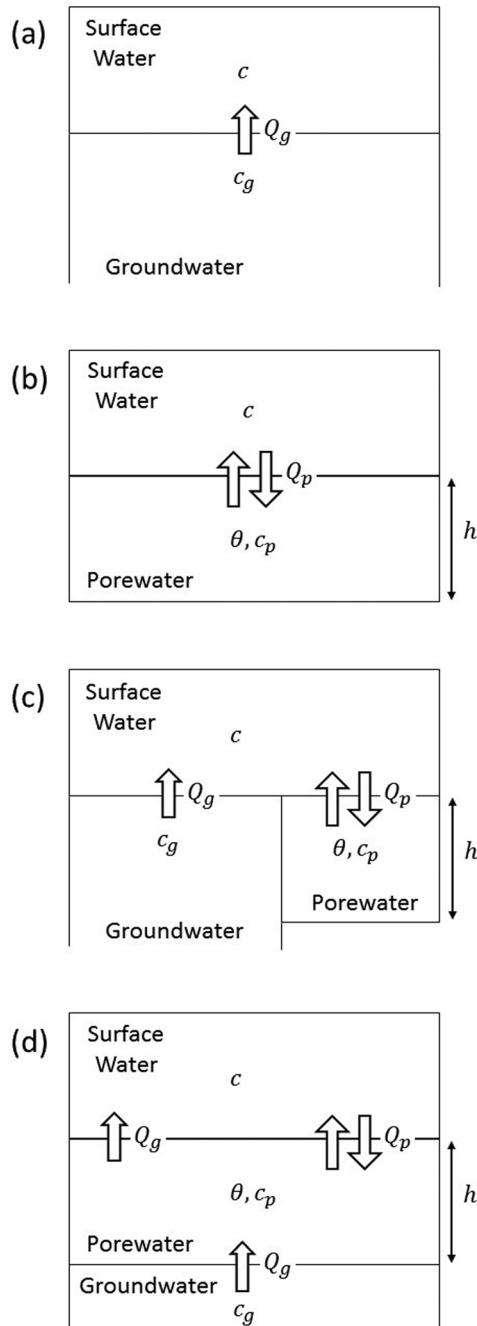 (a)
Surface
Water
c
Q_g
c_g
Groundwater
(b)
Surface
Water
c
Q_p
h
θ, c_p
Porewater
(c)
Surface
Water
c
Q_g
Q_p
c_g
θ, c_p
h
Porewater
Groundwater
(d)
Surface
Water
c
Q_g
Q_p
θ, c_p
h
Porewater
Groundwater
Q_g
c_g